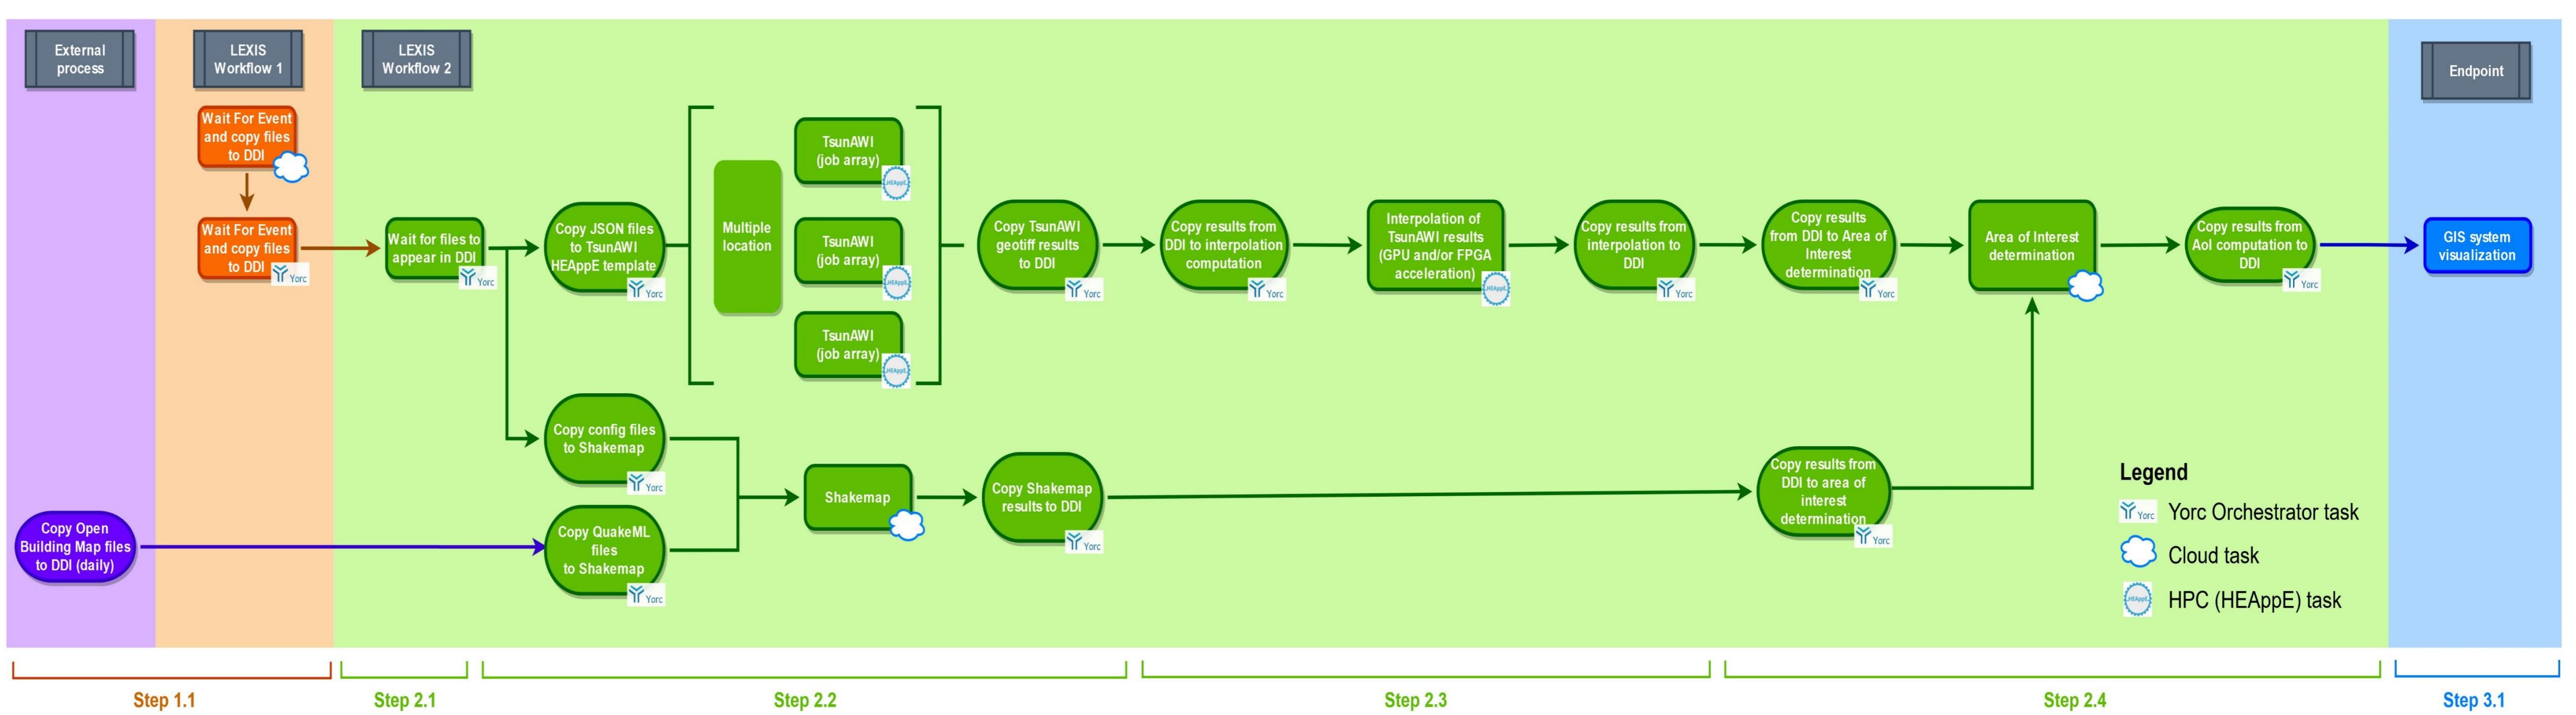 External
process
LEXIS
Workflow 1
LEXIS
Workflow 2
Endpoint
Wait For Event
and copy files
to DDI
Wait For Event
and copy files
to DDI
Yorc
Wait for files to
appear in DDI
Yorc
Copy JSON files
to TsunAWI
HEAppE template
Yorc
Multiple
location
TsunAWI
(job array)
HEAppE
TsunAWI
(job array)
HEAppE
TsunAWI
(job array)
HEAppE
Copy TsunAWI
geotiff results
to DDI
Yorc
Copy results from
DDI to interpolation
computation
Yorc
Interpolation of
TsunAWI results
(GPU and/or FPGA
acceleration)
HEAppE
Copy results from
interpolation to
DDI
Yorc
Copy results
from DDI to Area of
Interest
determination
Yorc
Area of Interest
determination
Copy results from
AoI computation to
DDI
Yorc
GIS system
visualization
Copy config files
to Shakemap
Yorc
Copy Open
Building Map files
to DDI (daily)
Copy QuakeML
files
to Shakemap
Yorc
Shakemap
Copy Shakemap
results to DDI
Yorc
Copy results from
DDI to area of
interest
determination
Yorc
Legend
Yorc
Yorc Orchestrator task
Cloud task
HEAppE
HPC (HEAppE) task
Step 1.1
Step 2.1
Step 2.2
Step 2.3
Step 2.4
Step 3.1